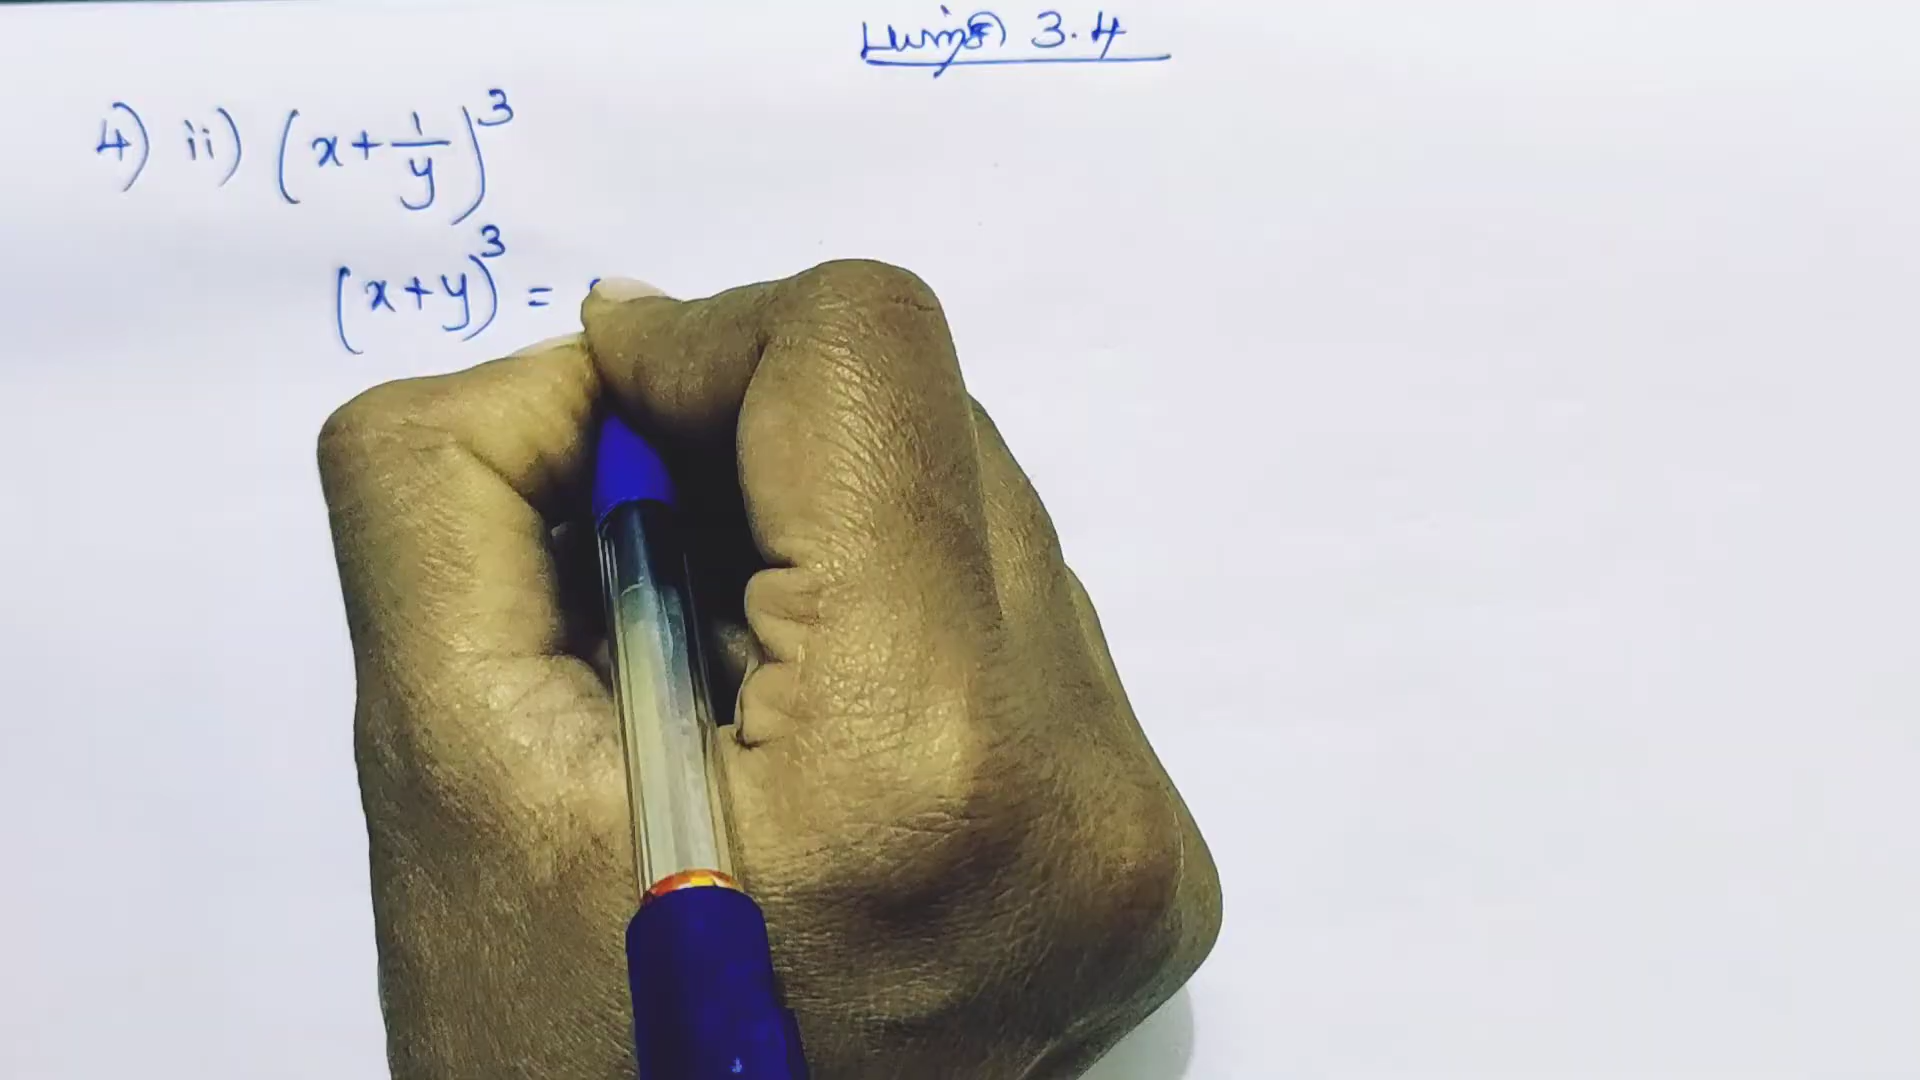 பயிற்சி 3.4
4) ii) (x + 1/y)³
(x+y)³ =